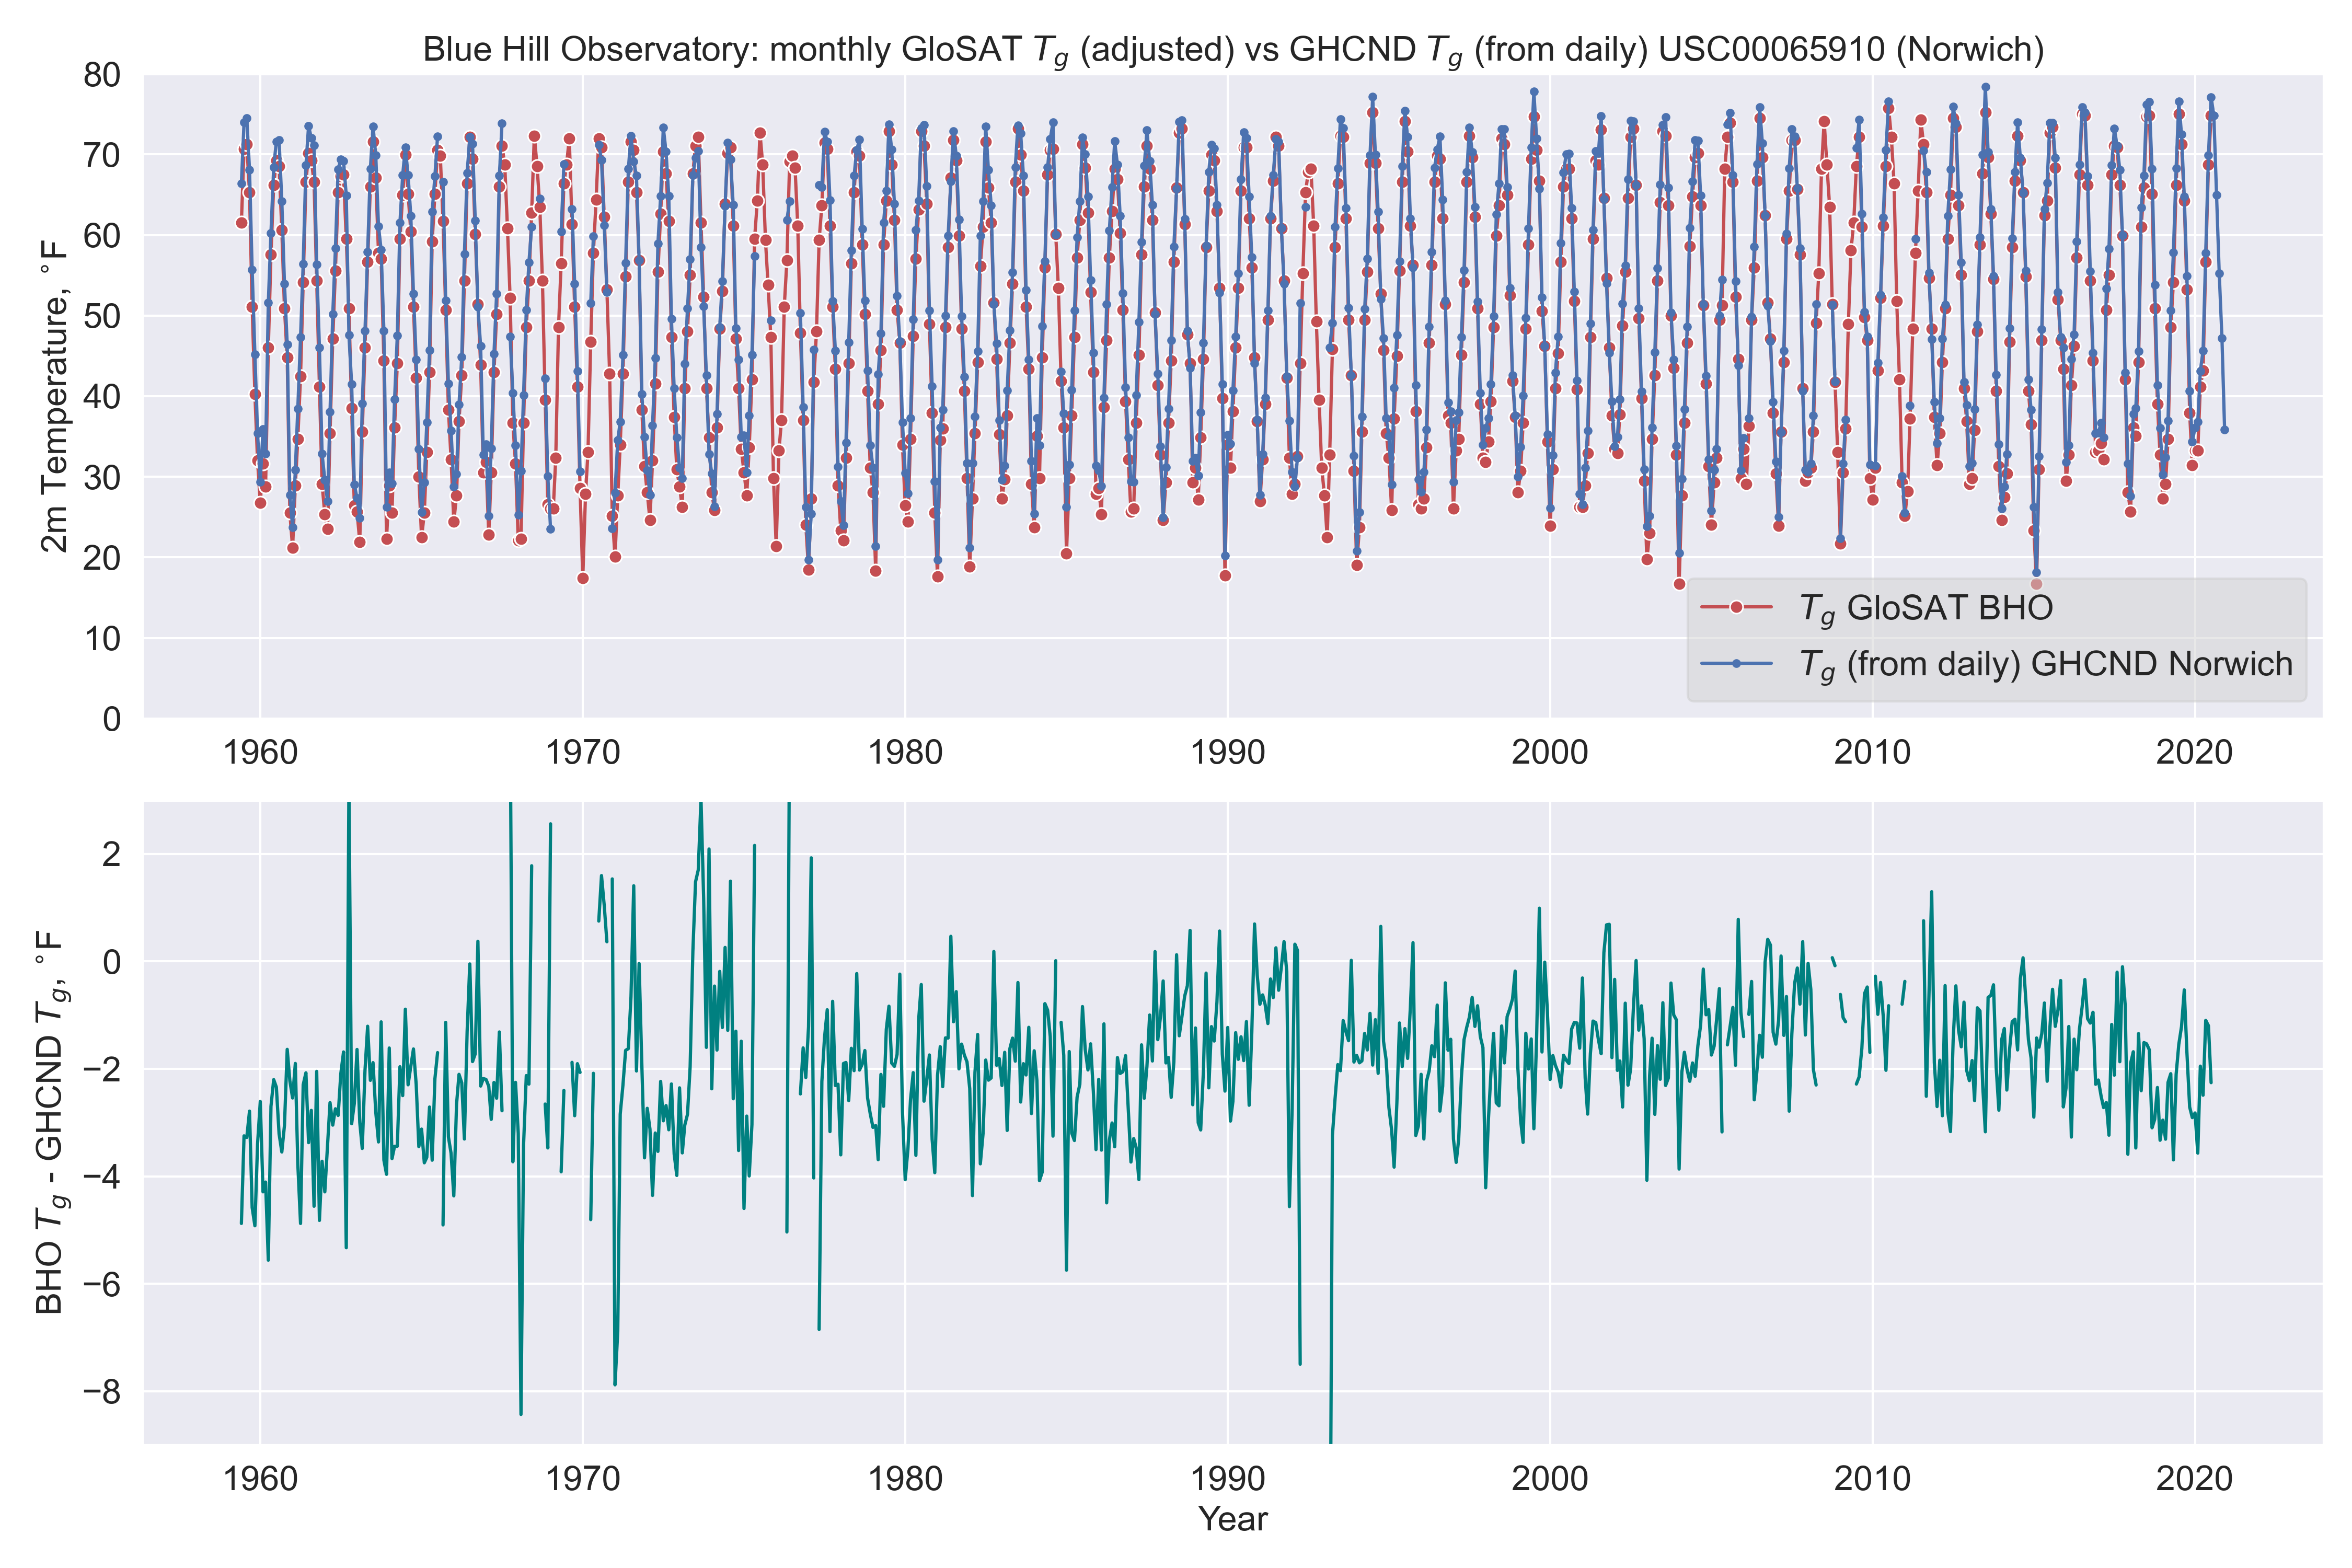 Blue Hill Observatory: monthly GloSAT Tg (adjusted) vs GHCND Tg (from daily) USC00065910 (Norwich)
80
70
60
50
40
30
20
10
0
2m Temperature, °F
Tg GloSAT BHO
Tg (from daily) GHCND Norwich
1960 1970 1980 1990 2000 2010 2020
2
0
−2
−4
−6
−8
BHO Tg - GHCND Tg, °F
1960 1970 1980 1990 2000 2010 2020
Year